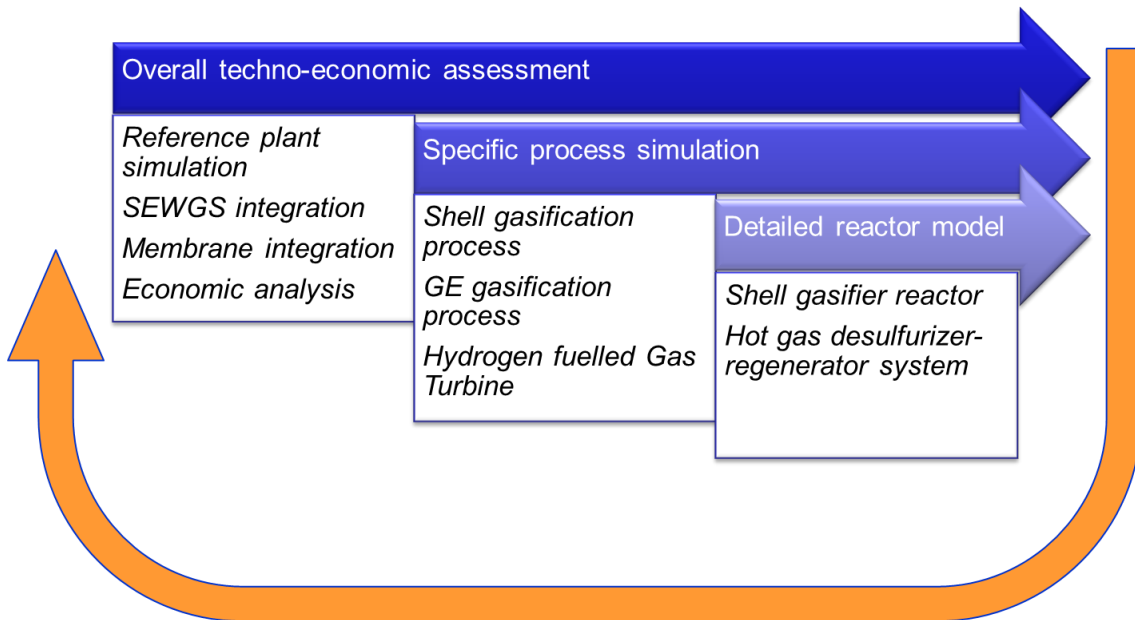 Overall techno-economic assessment
Reference plant
simulation
SEWGS integration
Membrane integration
Economic analysis
Specific process simulation
Shell gasification
process
GE gasification
process
Hydrogen fuelled Gas
Turbine
Detailed reactor model
Shell gasifier reactor
Hot gas desulfurizer-
regenerator system